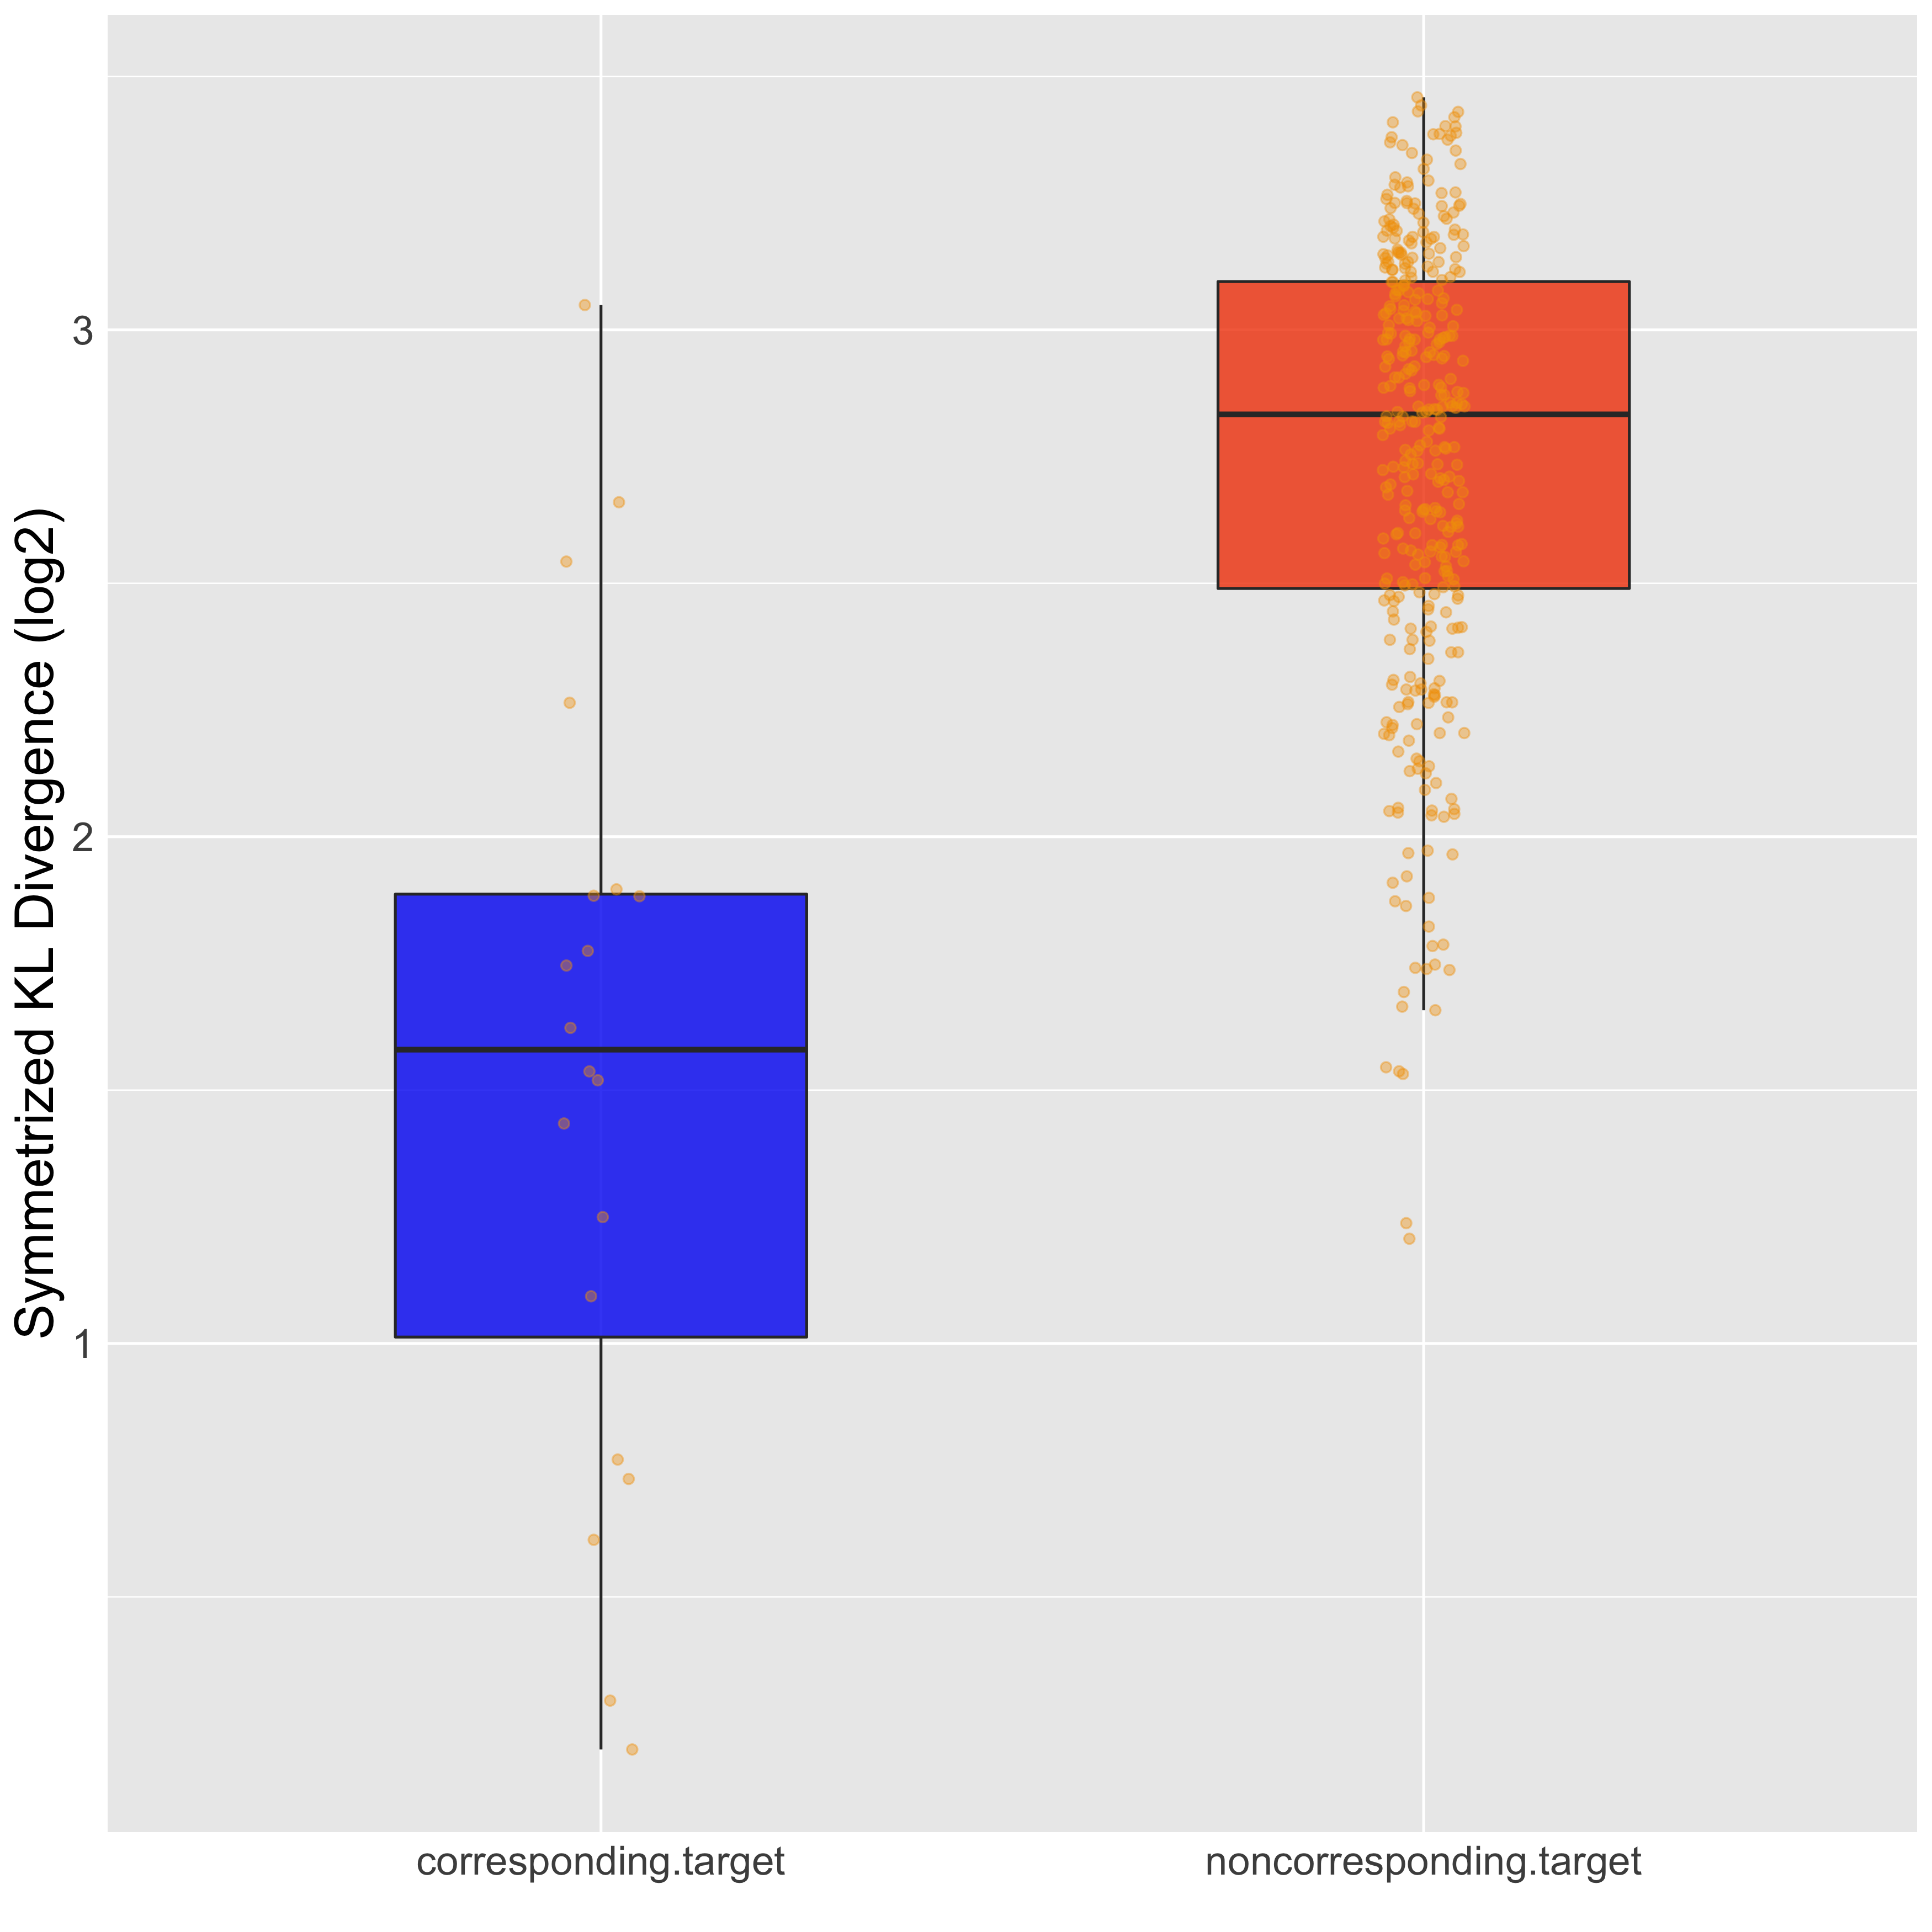 Symmetrized KL Divergence (log2)
3
2
1
corresponding.target
noncorresponding.target